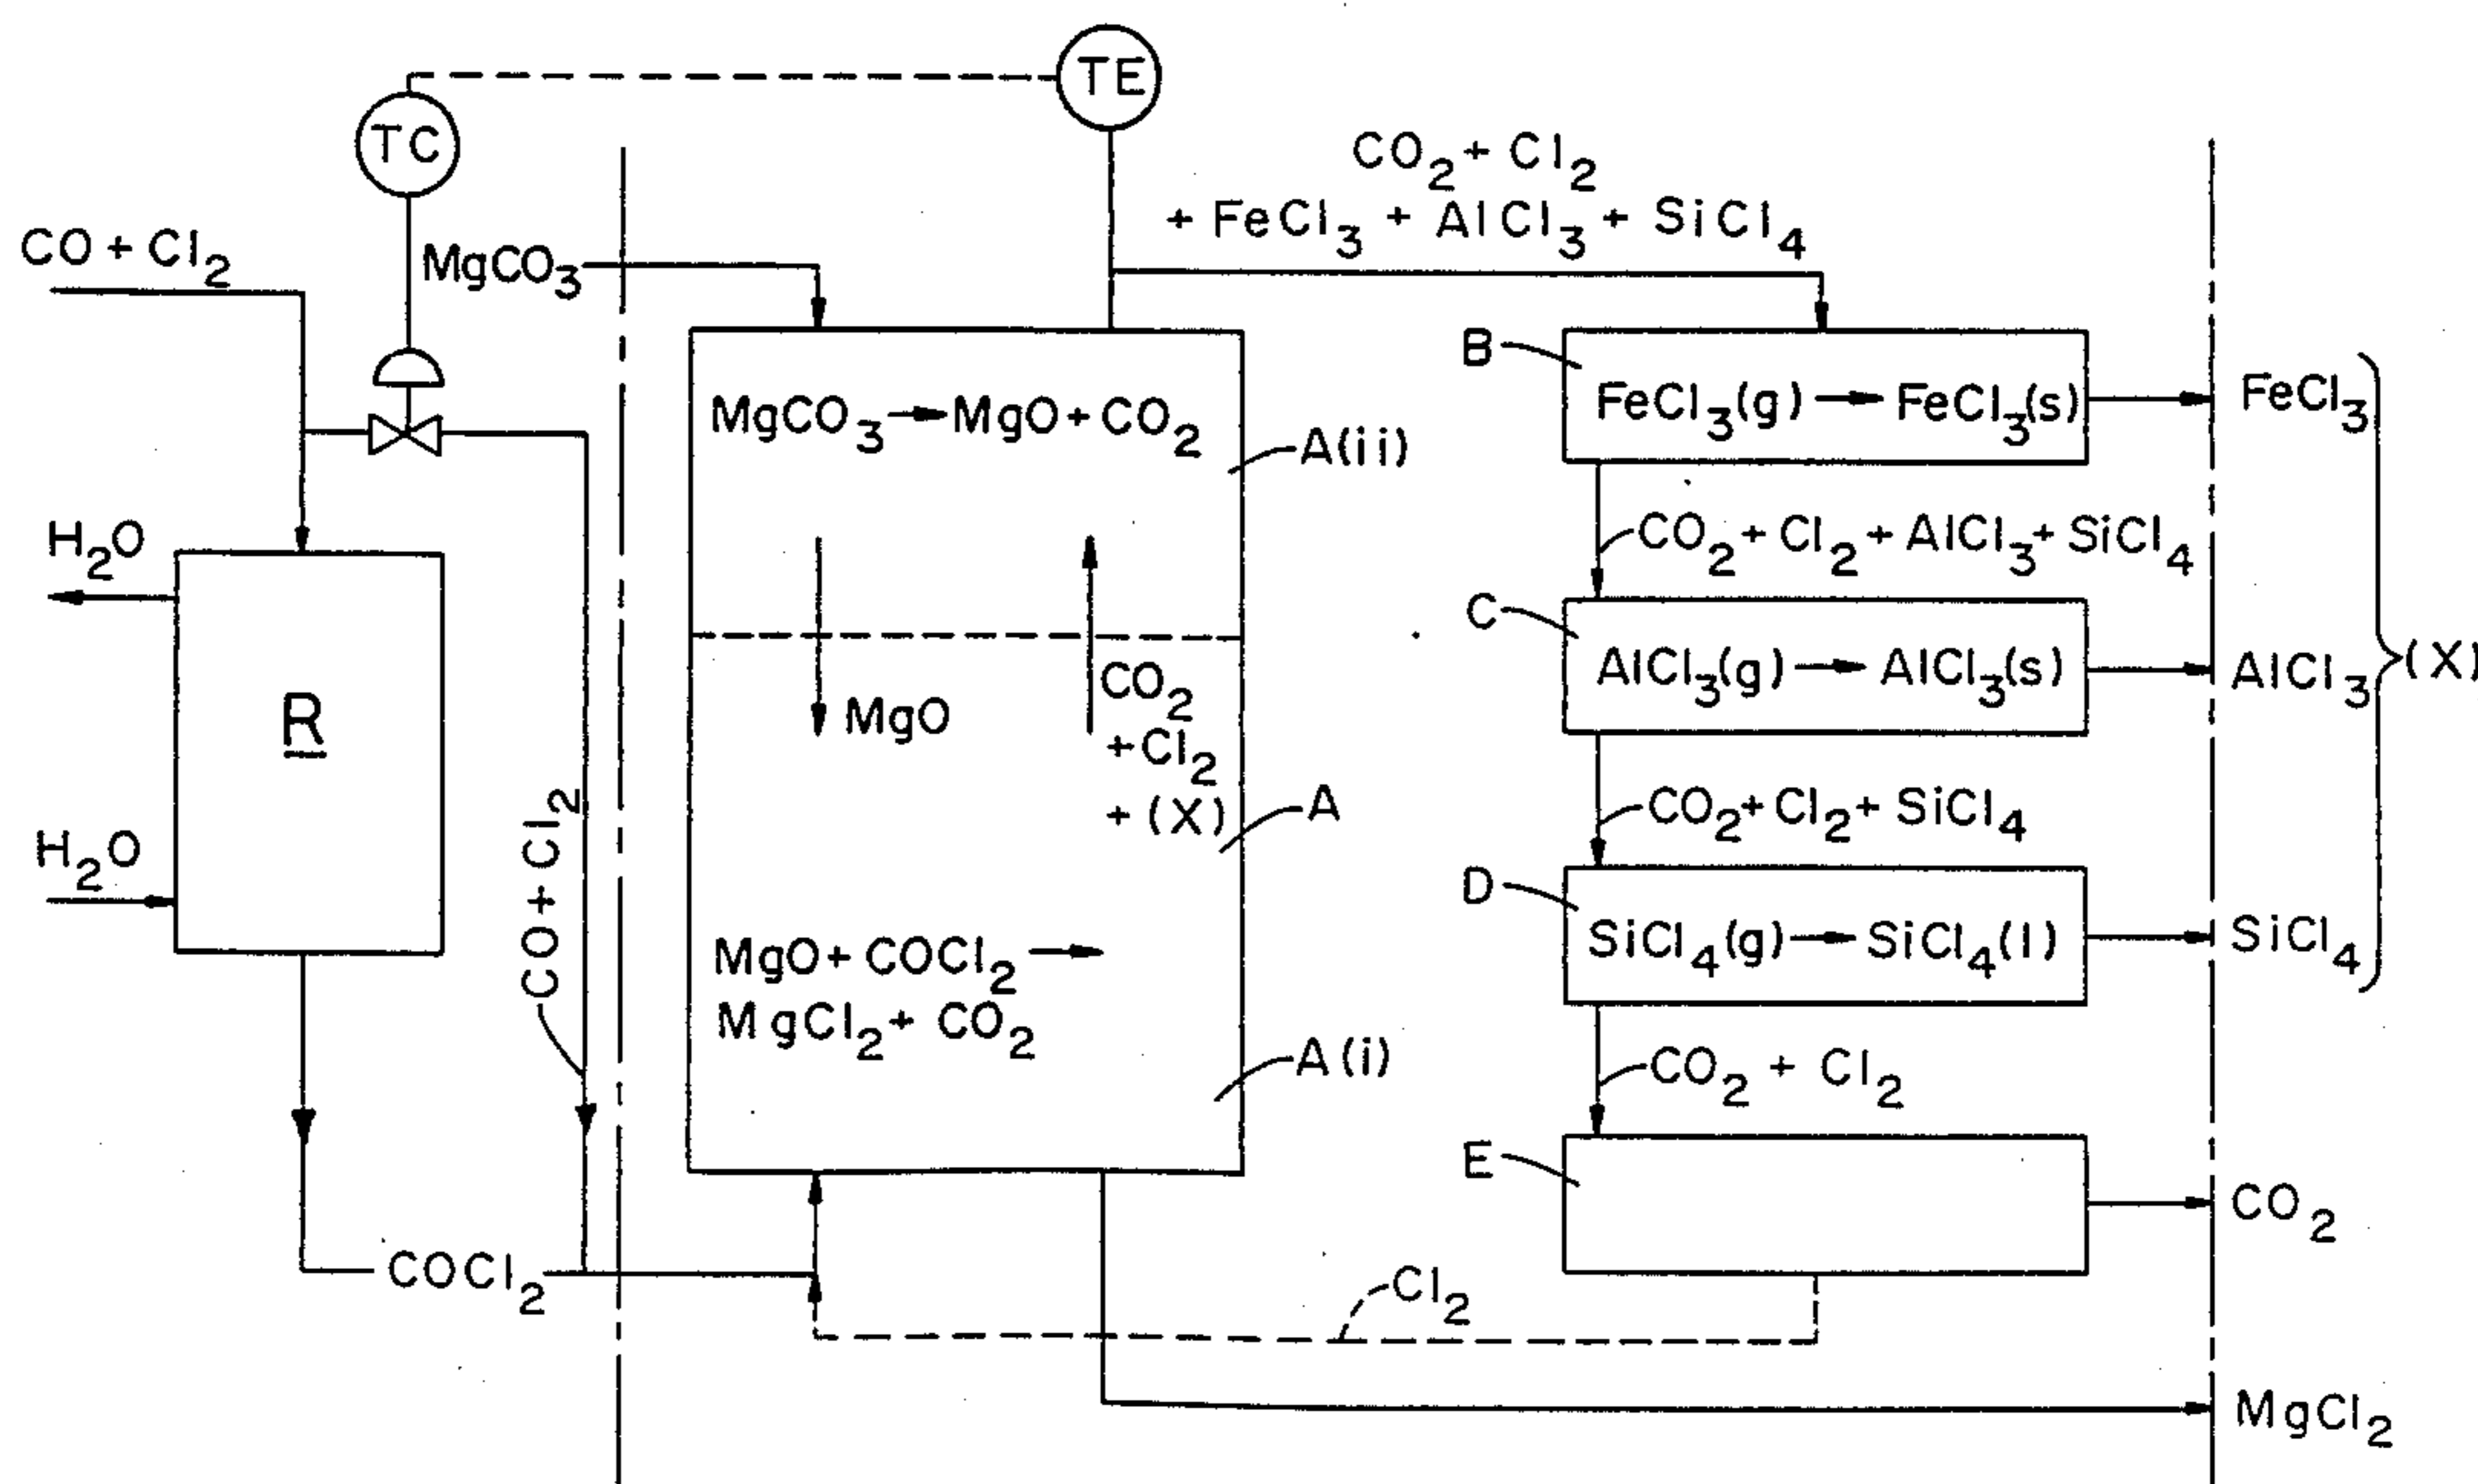 TE
TC
CO₂ + Cl₂
+ FeCl₃ + AlCl₃ + SiCl₄
CO + Cl₂
MgCO₃
H₂O
R
H₂O
CO + Cl₂
COCl₂
MgCO₃ → MgO + CO₂
A(ii)
MgO
CO₂
+ Cl₂
+ (X)
A
MgO + COCl₂ →
MgCl₂ + CO₂
A(i)
B
FeCl₃(g) → FeCl₃(s)
FeCl₃
CO₂ + Cl₂ + AlCl₃ + SiCl₄
C
AlCl₃(g) → AlCl₃(s)
AlCl₃
(X)
CO₂ + Cl₂ + SiCl₄
D
SiCl₄(g) → SiCl₄(l)
SiCl₄
CO₂ + Cl₂
E
CO₂
Cl₂
MgCl₂